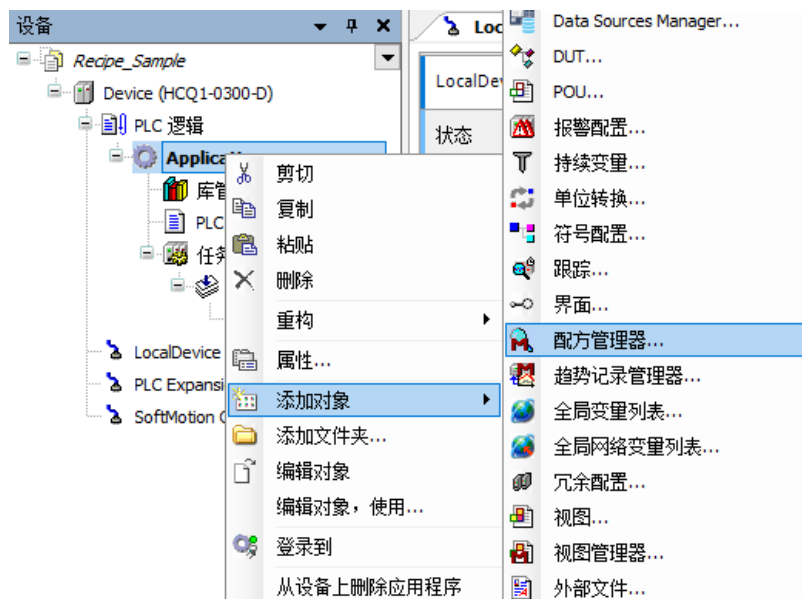 设备
Recipe_Sample
Device (HCQ1-0300-D)
PLC 逻辑
Applica
库管
PLC
任务
LocalDevice
PLC Expansi
SoftMotion
Loc
LocalDev
状态
剪切
复制
粘贴
删除
重构
属性...
添加对象
添加文件夹...
编辑对象
编辑对象，使用...
登录到
从设备上删除应用程序
Data Sources Manager...
DUT...
POU...
报警配置...
持续变量...
单位转换...
符号配置...
跟踪...
界面...
配方管理器...
趋势记录管理器...
全局变量列表...
全局网络变量列表...
冗余配置...
视图...
视图管理器...
外部文件...